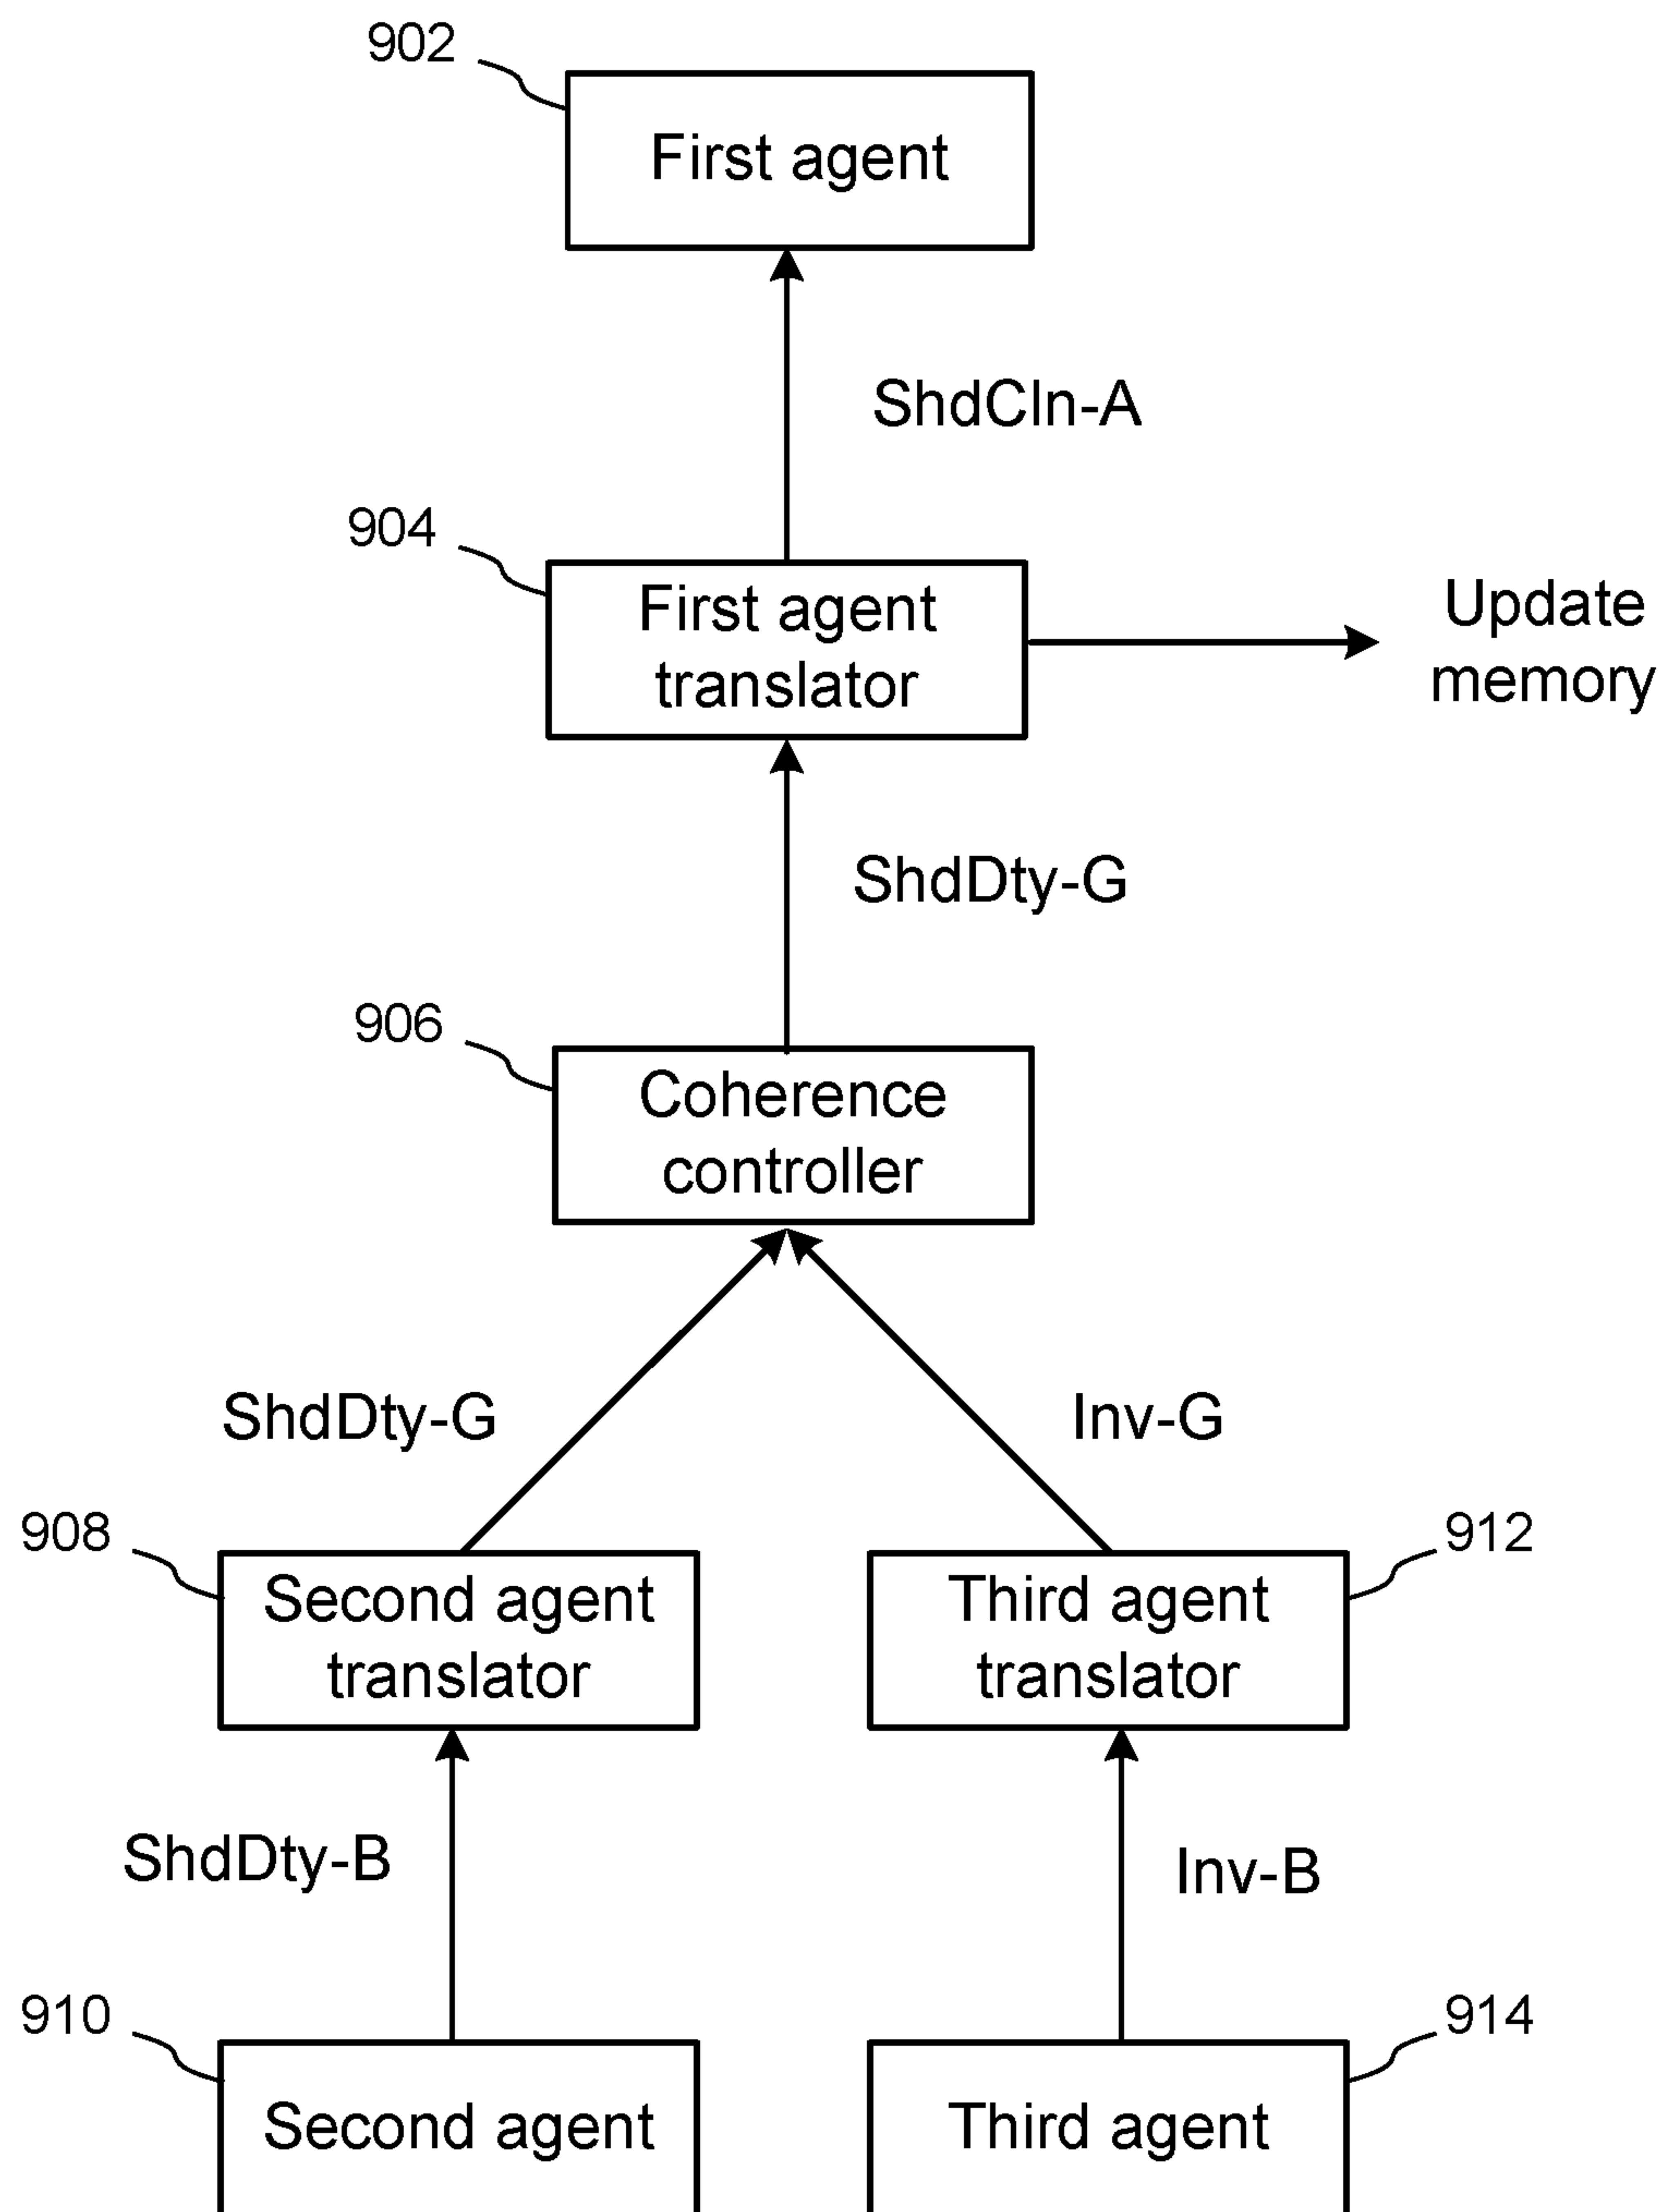 902
First agent
ShdCln-A
904
First agent
translator
Update
memory
ShdDty-G
906
Coherence
controller
ShdDty-G
Inv-G
908
Second agent
translator
Third agent
translator
912
ShdDty-B
Inv-B
910
Second agent
Third agent
914